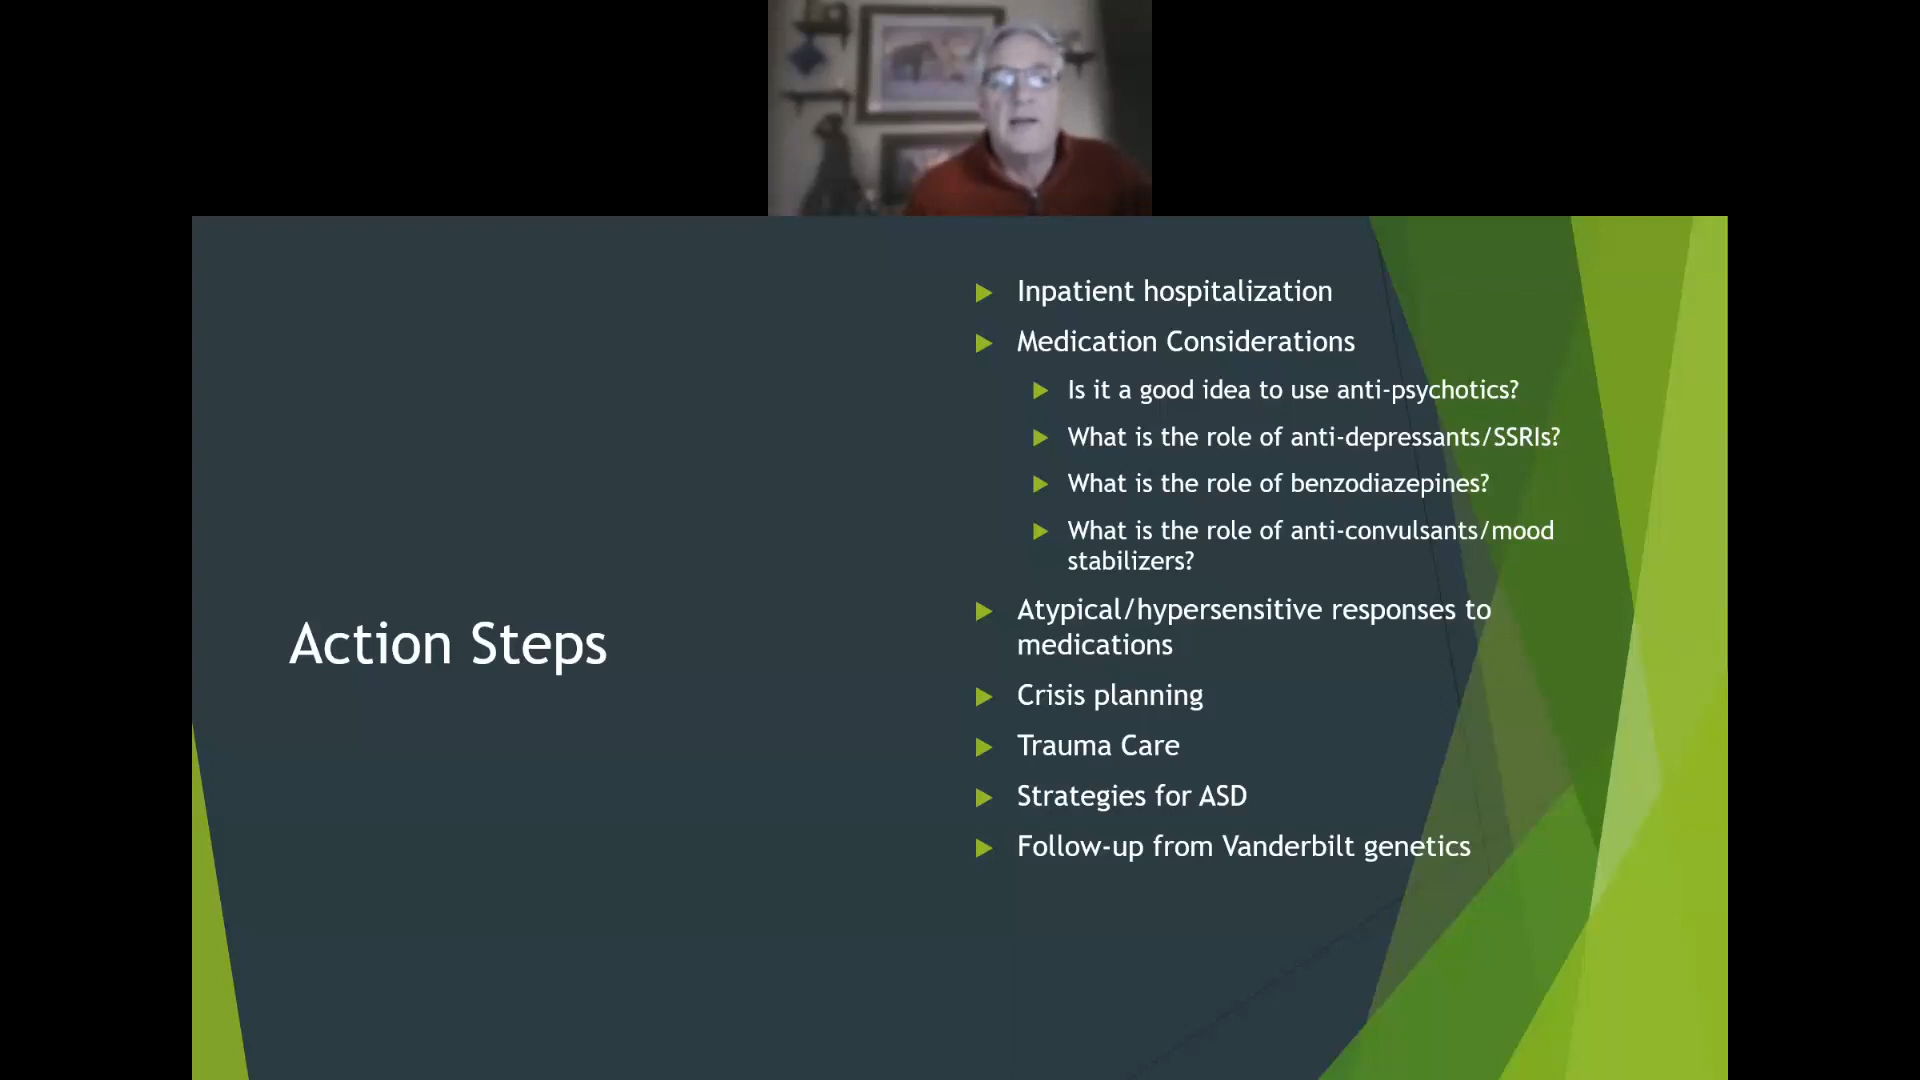 Action Steps
Inpatient hospitalization
Medication Considerations
Is it a good idea to use anti-psychotics?
What is the role of anti-depressants/SSRIs?
What is the role of benzodiazepines?
What is the role of anti-convulsants/mood
stabilizers?
Atypical/hypersensitive responses to
medications
Crisis planning
Trauma Care
Strategies for ASD
Follow-up from Vanderbilt genetics